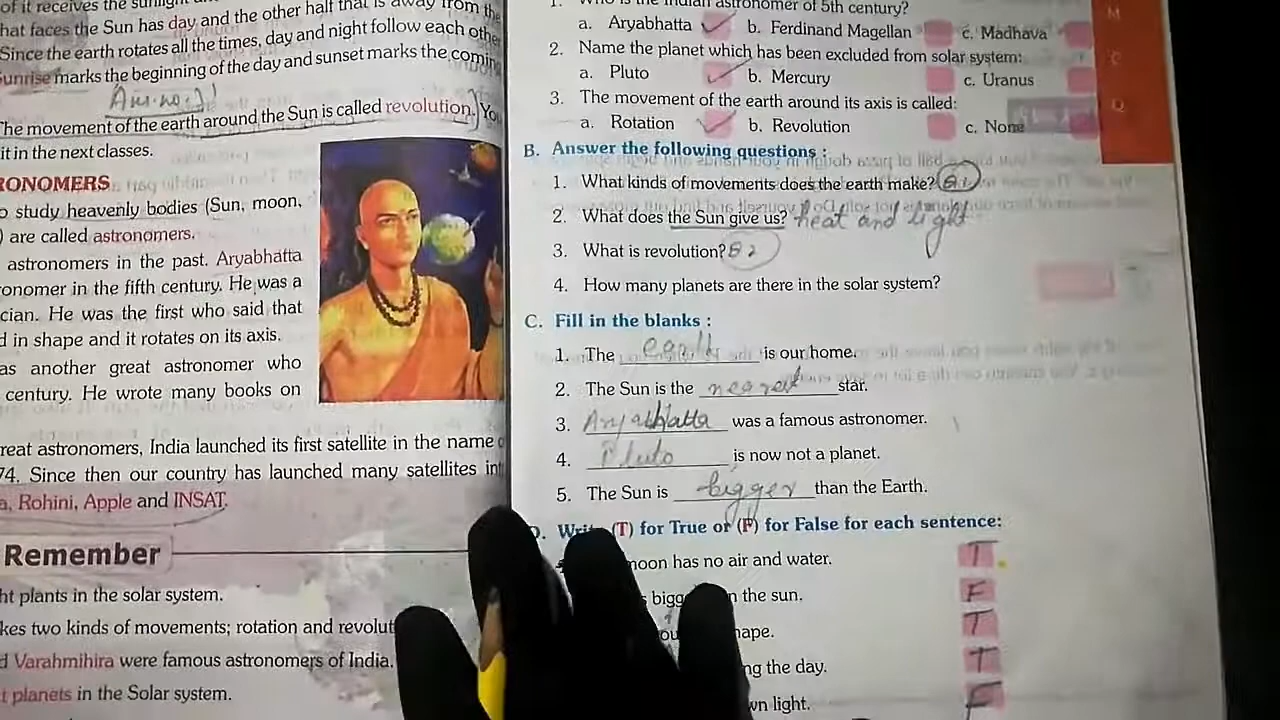 of it receives the sunlight
hat faces the Sun has day and the other half that is away from the
Since the earth rotates all the times, day and night follow each othe
Sunrise marks the beginning of the day and sunset marks the coming
The movement of the earth around the Sun is called revolution. You
it in the next classes.
RONOMERS
o study heavenly bodies (Sun, moon,
) are called astronomers.
astronomers in the past. Aryabhatta
ronomer in the fifth century. He was a
cian. He was the first who said that
d in shape and it rotates on its axis.
as another great astronomer who
century. He wrote many books on
reat astronomers, India launched its first satellite in the name o
74. Since then our country has launched many satellites int
a, Rohini, Apple and INSAT.
Remember
ht plants in the solar system.
kes two kinds of movements; rotation and revolut
d Varahmihira were famous astronomers of India.
t planets in the Solar system.
1. Who is the Indian astronomer of 5th century?
a. Aryabhatta b. Ferdinand Magellan c. Madhava
2. Name the planet which has been excluded from solar system:
a. Pluto b. Mercury c. Uranus
3. The movement of the earth around its axis is called:
a. Rotation b. Revolution c. None
B. Answer the following questions :
1. What kinds of movements does the earth make?
2. What does the Sun give us? heat and light
3. What is revolution?
4. How many planets are there in the solar system?
C. Fill in the blanks :
1. The earth is our home.
2. The Sun is the nearest star.
3. Aryabhatta was a famous astronomer.
4. Pluto is now not a planet.
5. The Sun is bigger than the Earth.
D. Write (T) for True or (F) for False for each sentence:
moon has no air and water. T
the sun. F
T
the day. T
light. F